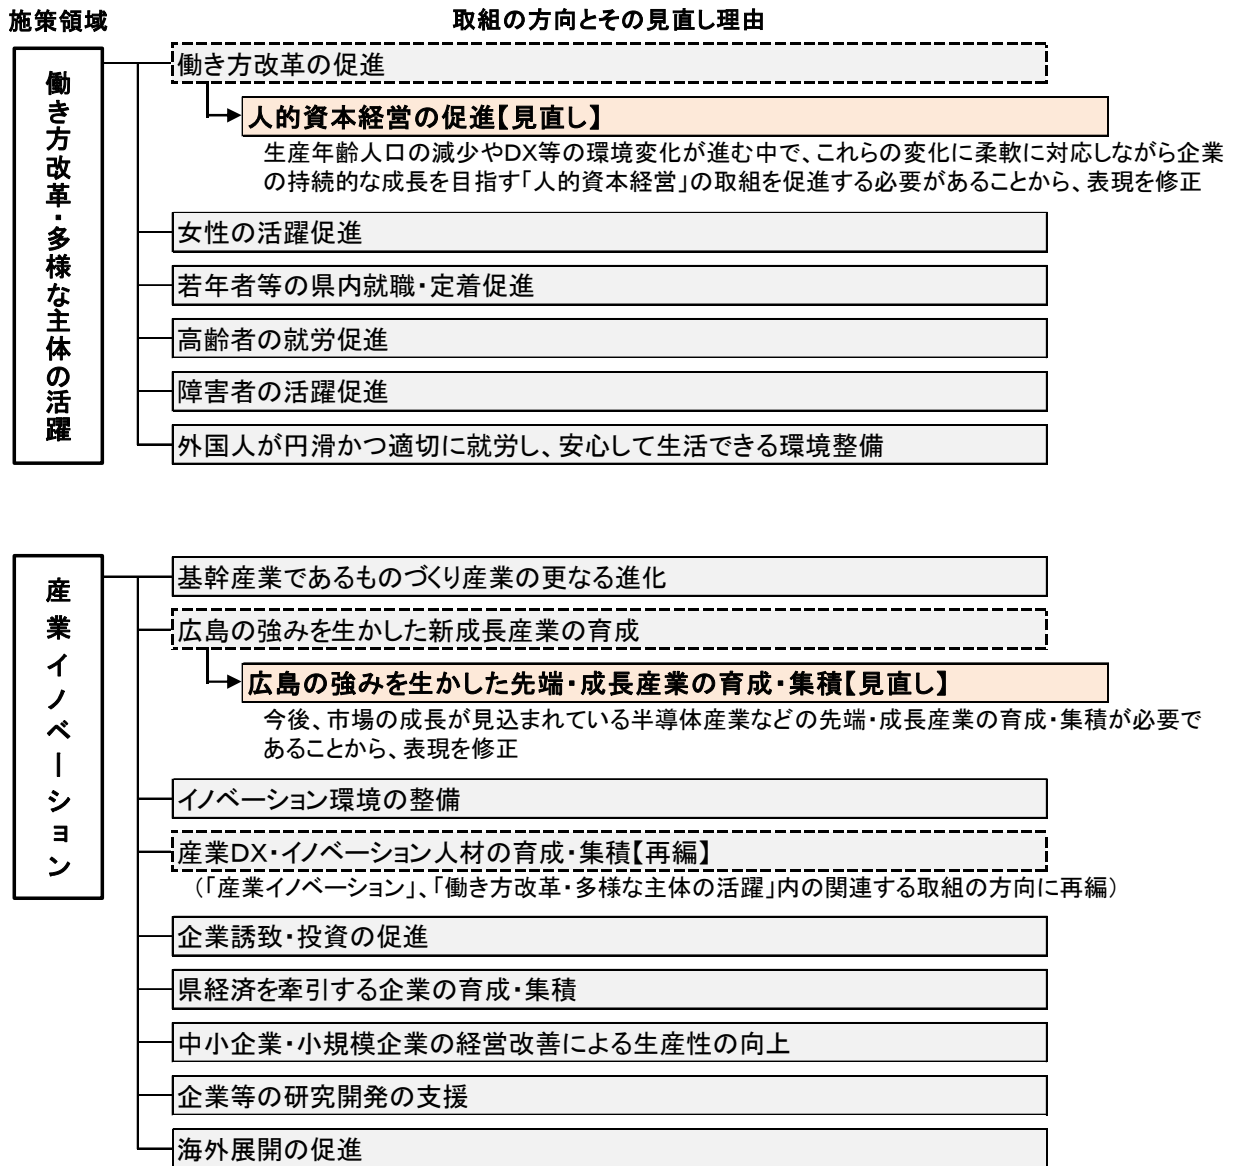 施策領域
取組の方向とその見直し理由
働き方改革・多様な主体の活躍
働き方改革の促進
人的資本経営の促進【見直し】
生産年齢人口の減少やDX等の環境変化が進む中で、これらの変化に柔軟に対応しながら企業
の持続的な成長を目指す「人的資本経営」の取組を促進する必要があることから、表現を修正
女性の活躍促進
若年者等の県内就職・定着促進
高齢者の就労促進
障害者の活躍促進
外国人が円滑かつ適切に就労し、安心して生活できる環境整備
産業イノベーション
基幹産業であるものづくり産業の更なる進化
広島の強みを生かした新成長産業の育成
広島の強みを生かした先端・成長産業の育成・集積【見直し】
今後、市場の成長が見込まれている半導体産業などの先端・成長産業の育成・集積が必要で
あることから、表現を修正
イノベーション環境の整備
産業DX・イノベーション人材の育成・集積【再編】
（「産業イノベーション」、「働き方改革・多様な主体の活躍」内の関連する取組の方向に再編）
企業誘致・投資の促進
県経済を牽引する企業の育成・集積
中小企業・小規模企業の経営改善による生産性の向上
企業等の研究開発の支援
海外展開の促進